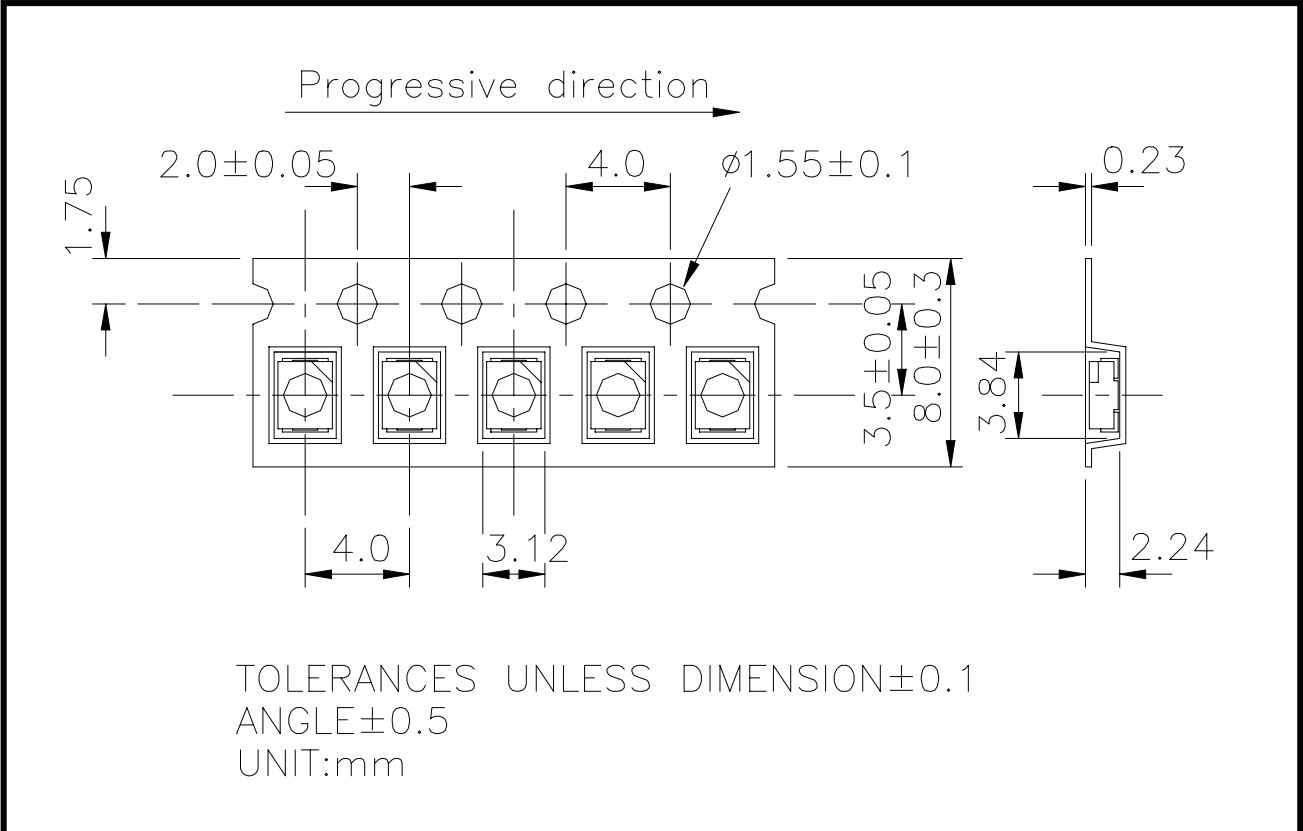 Progressive direction
2.0±0.05
4.0
ø1.55±0.1
0.23
1.75
3.5±0.05
8.0±0.3
3.84
4.0
3.12
2.24
TOLERANCES UNLESS DIMENSION±0.1
ANGLE±0.5
UNIT:mm